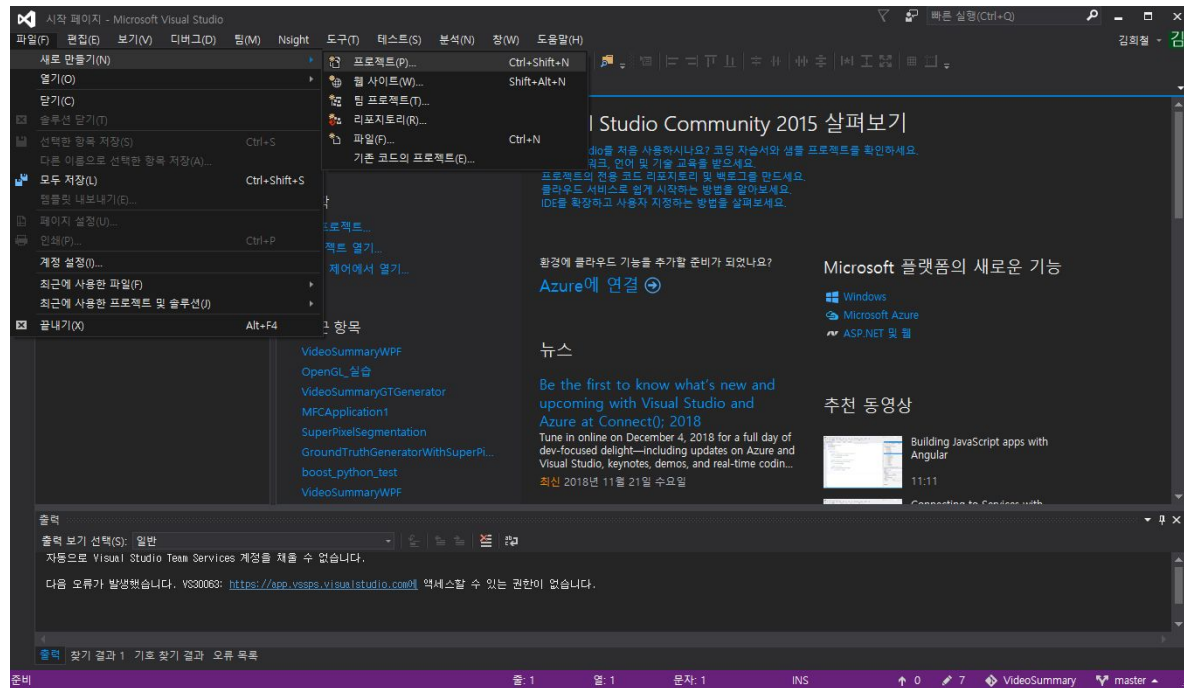 시작 페이지 - Microsoft Visual Studio
빠른 실행(Ctrl+Q)
파일(F) 편집(E) 보기(V) 디버그(D) 팀(M) Nsight 도구(T) 테스트(S) 분석(N) 창(W) 도움말(H)
김희철
김
새로 만들기(N)
열기(O)
닫기(C)
솔루션 닫기(T)
선택한 항목 저장(S) Ctrl+S
다른 이름으로 선택한 항목 저장(A)...
모두 저장(L) Ctrl+Shift+S
템플릿 내보내기(E)...
페이지 설정(U)...
인쇄(P)... Ctrl+P
계정 설정(I)...
최근에 사용한 파일(F)
최근에 사용한 프로젝트 및 솔루션(J)
끝내기(X) Alt+F4
프로젝트(P)... Ctrl+Shift+N
웹 사이트(W)... Shift+Alt+N
팀 프로젝트(T)...
리포지토리(R)...
파일(F)... Ctrl+N
기존 코드의 프로젝트(E)...
Studio Community 2015 살펴보기
dio를 처음 사용하시나요? 코딩 자습서와 샘플 프로젝트를 확인하세요.
워크, 언어 및 기술 교육을 받으세요.
프로젝트의 전용 코드 리포지토리 및 백로그를 만드세요.
클라우드 서비스로 쉽게 시작하는 방법을 알아보세요.
IDE를 확장하고 사용자 지정하는 방법을 살펴보세요.
로젝트...
젝트 열기...
제어에서 열기...
항목
VideoSummaryWPF
OpenGL_실습
VideoSummaryGTGenerator
MFCApplication1
SuperPixelSegmentation
GroundTruthGeneratorWithSuperPi...
boost_python_test
VideoSummaryWPF
환경에 클라우드 기능을 추가할 준비가 되었나요?
Azure에 연결
뉴스
Be the first to know what's new and
upcoming with Visual Studio and
Azure at Connect(); 2018
Tune in online on December 4, 2018 for a full day of
dev-focused delight—including updates on Azure and
Visual Studio, keynotes, demos, and real-time codin...
최신 2018년 11월 21일 수요일
Microsoft 플랫폼의 새로운 기능
Windows
Microsoft Azure
ASP.NET 및 웹
추천 동영상
Building JavaScript apps with
Angular
11:11
Connecting to Services with
출력
출력 보기 선택(S): 일반
자동으로 Visual Studio Team Services 계정을 채울 수 없습니다.
다음 오류가 발생했습니다. VS30063: https://app.vssps.visualstudio.com에 액세스할 수 있는 권한이 없습니다.
출력 찾기 결과 1 기호 찾기 결과 오류 목록
준비 줄: 1 열: 1 문자: 1 INS 0 7 VideoSummary master